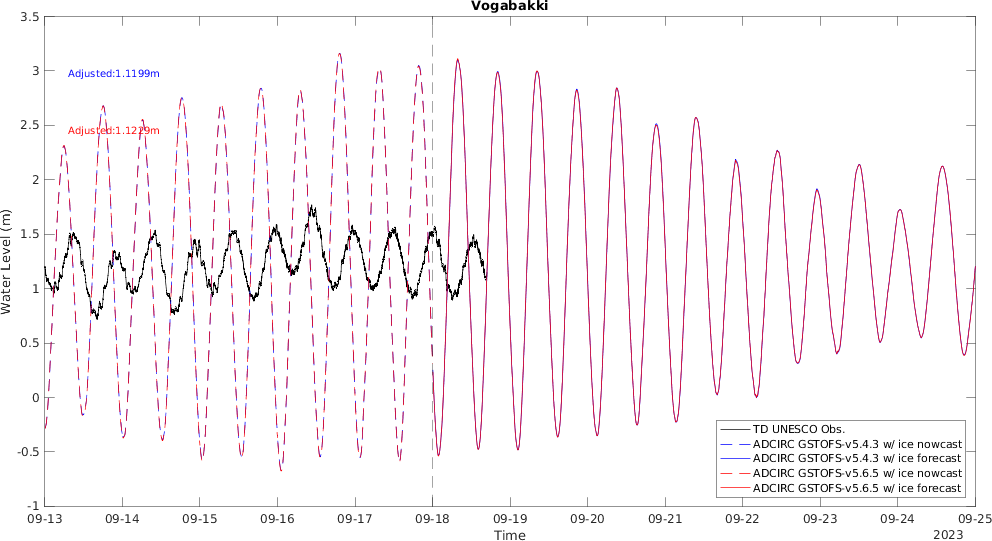 Vogabakki
3.5
3
2.5
2
1.5
1
0.5
0
-0.5
-1
Water Level (m)
Adjusted:1.1199m
Adjusted:1.1229m
TD UNESCO Obs.
ADCIRC GSTOFS-v5.4.3 w/ ice nowcast
ADCIRC GSTOFS-v5.4.3 w/ ice forecast
ADCIRC GSTOFS-v5.6.5 w/ ice nowcast
ADCIRC GSTOFS-v5.6.5 w/ ice forecast
09-13 09-14 09-15 09-16 09-17 09-18 09-19 09-20 09-21 09-22 09-23 09-24 09-25
Time
2023